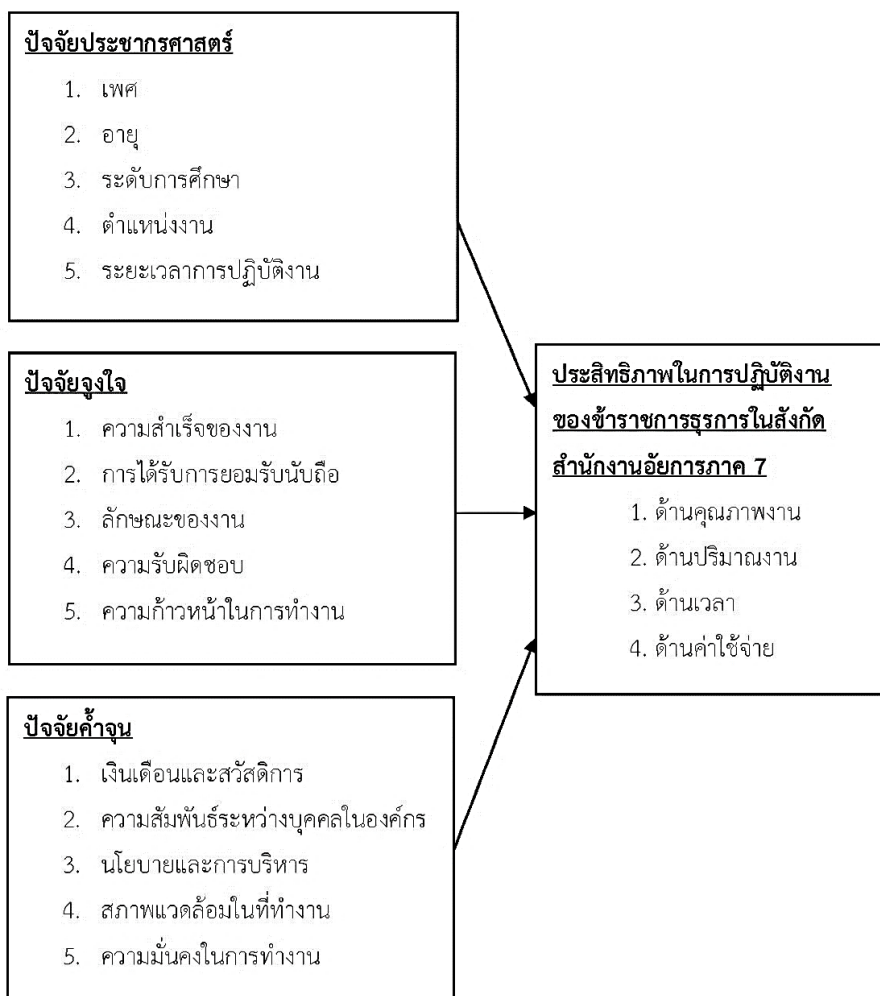 ปัจจัยประชากรศาสตร์
1. เพศ
2. อายุ
3. ระดับการศึกษา
4. ตำแหน่งงาน
5. ระยะเวลาการปฏิบัติงาน
ปัจจัยจูงใจ
1. ความสำเร็จของงาน
2. การได้รับการยอมรับนับถือ
3. ลักษณะของงาน
4. ความรับผิดชอบ
5. ความก้าวหน้าในการทำงาน
ปัจจัยค้ำจุน
1. เงินเดือนและสวัสดิการ
2. ความสัมพันธ์ระหว่างบุคคลในองค์กร
3. นโยบายและการบริหาร
4. สภาพแวดล้อมในที่ทำงาน
5. ความมั่นคงในการทำงาน
ประสิทธิภาพในการปฏิบัติงาน
ของข้าราชการธุรการในสังกัด
สำนักงานอัยการภาค 7
1. ด้านคุณภาพงาน
2. ด้านปริมาณงาน
3. ด้านเวลา
4. ด้านค่าใช้จ่าย